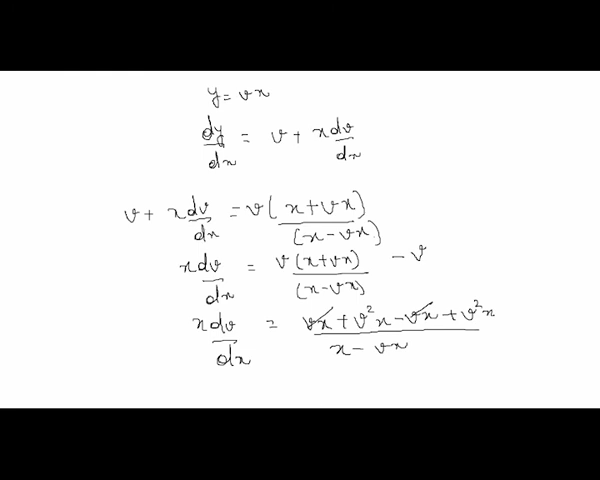 y = vx
dy/dx = v + x dv/dx
v + x dv/dx = v (x + vx)/(x - vx)
x dv/dx = v (x + vx)/(x - vx) - v
x dv/dx = (vx + v²x - vx + v²x)/(x - vx)